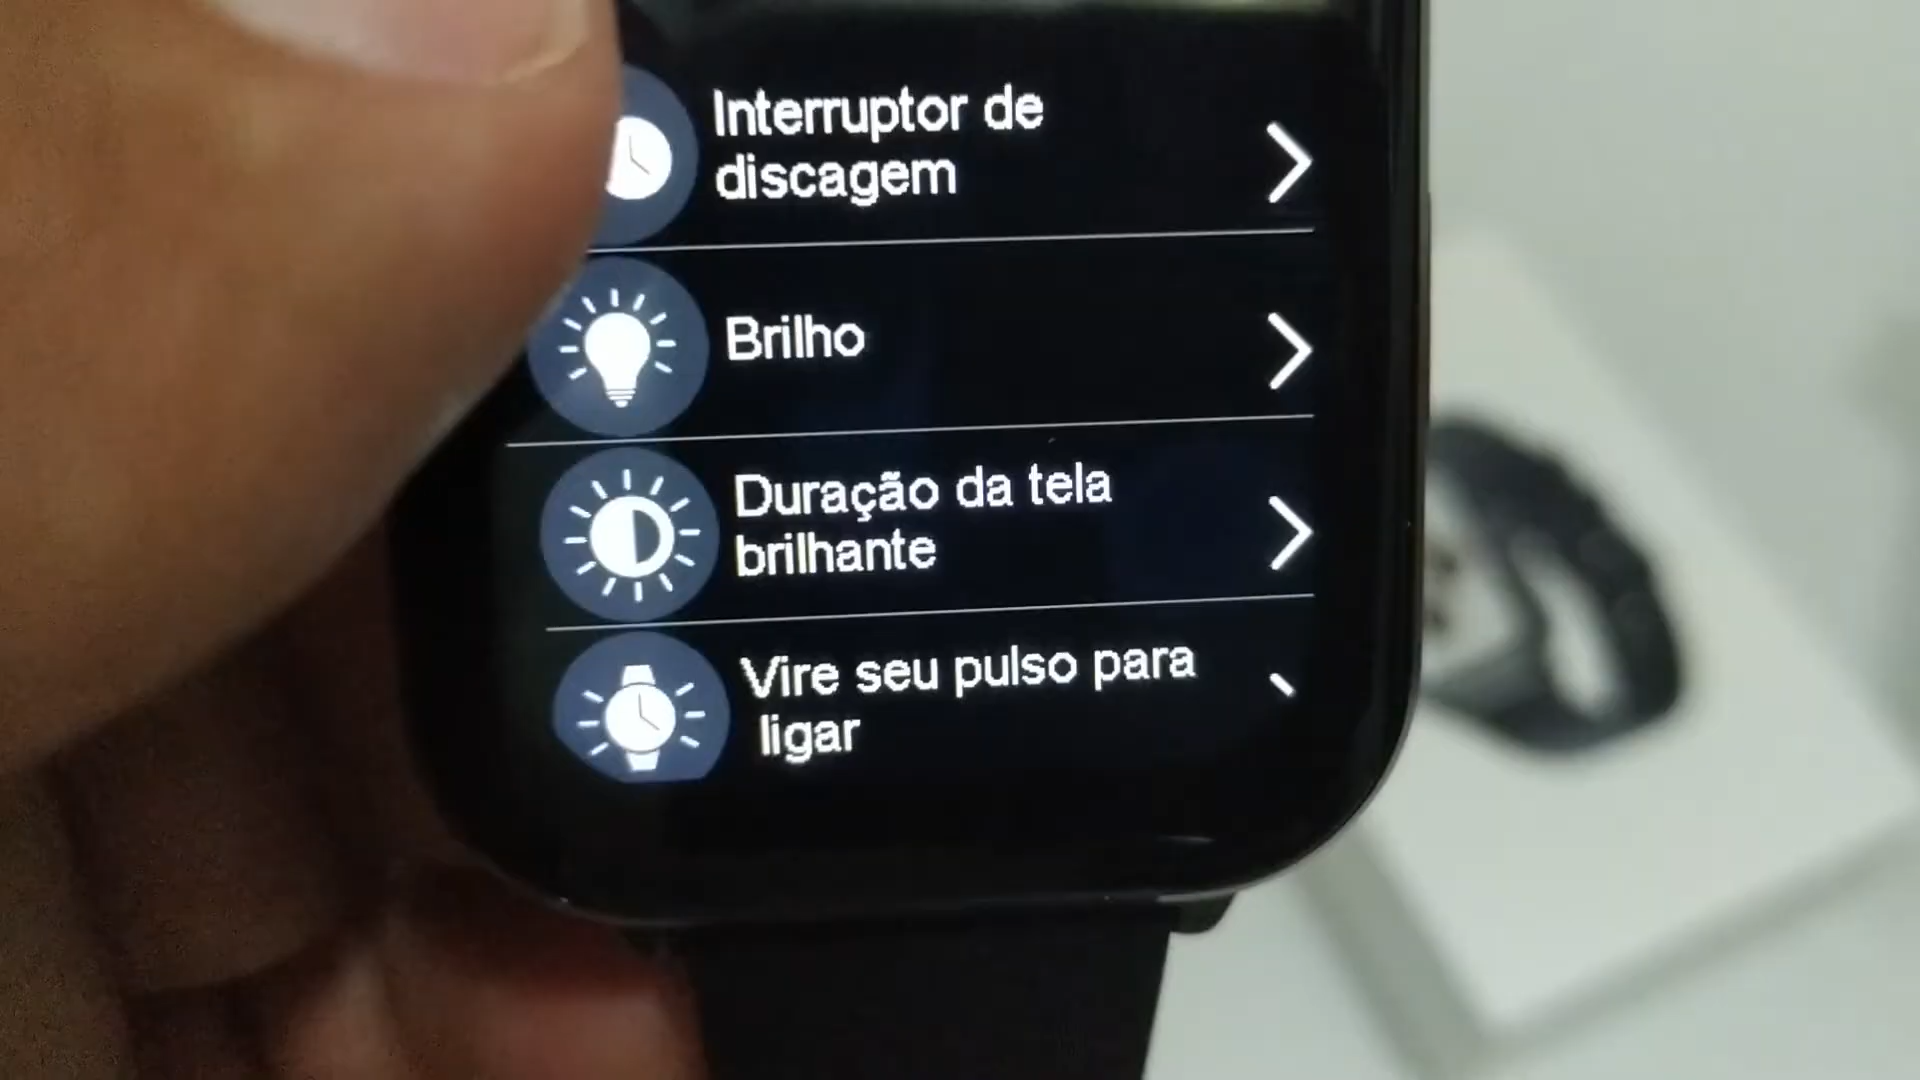 Interruptor de
discagem
Brilho
Duração da tela
brilhante
Vire seu pulso para
ligar